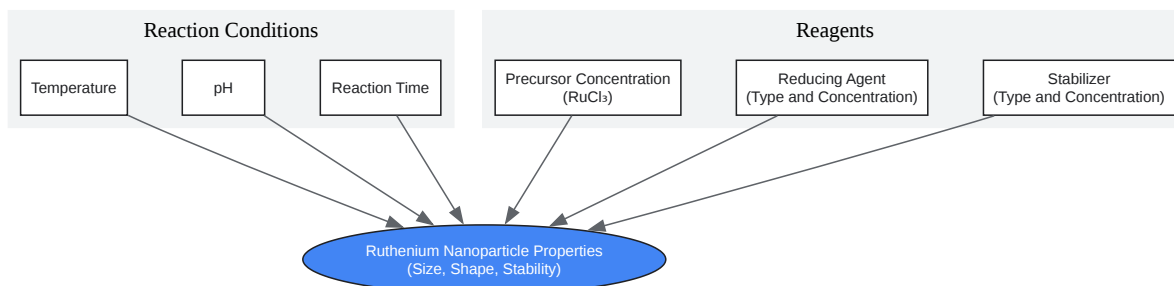 Reaction Conditions
Reagents
Temperature
pH
Reaction Time
Precursor Concentration
(RuCl₃)
Reducing Agent
(Type and Concentration)
Stabilizer
(Type and Concentration)
Ruthenium Nanoparticle Properties
(Size, Shape, Stability)